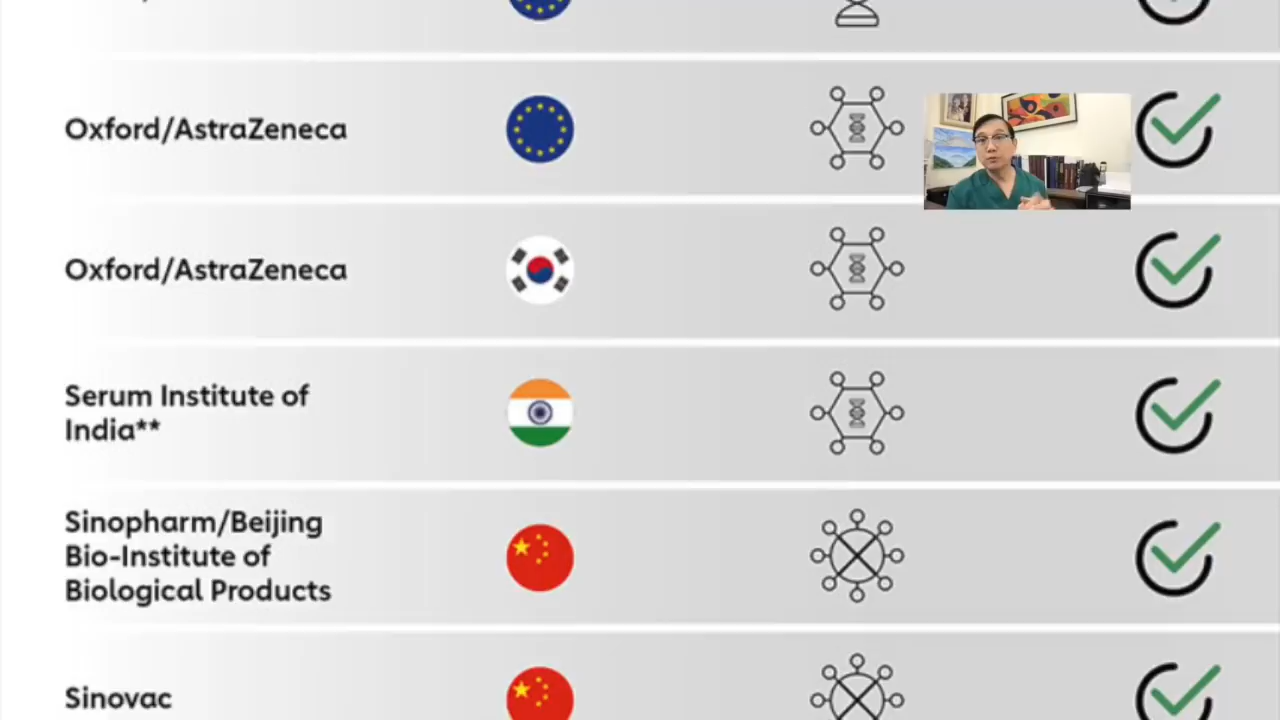 Oxford/AstraZeneca
Oxford/AstraZeneca
Serum Institute of
India**
Sinopharm/Beijing
Bio-Institute of
Biological Products
Sinovac